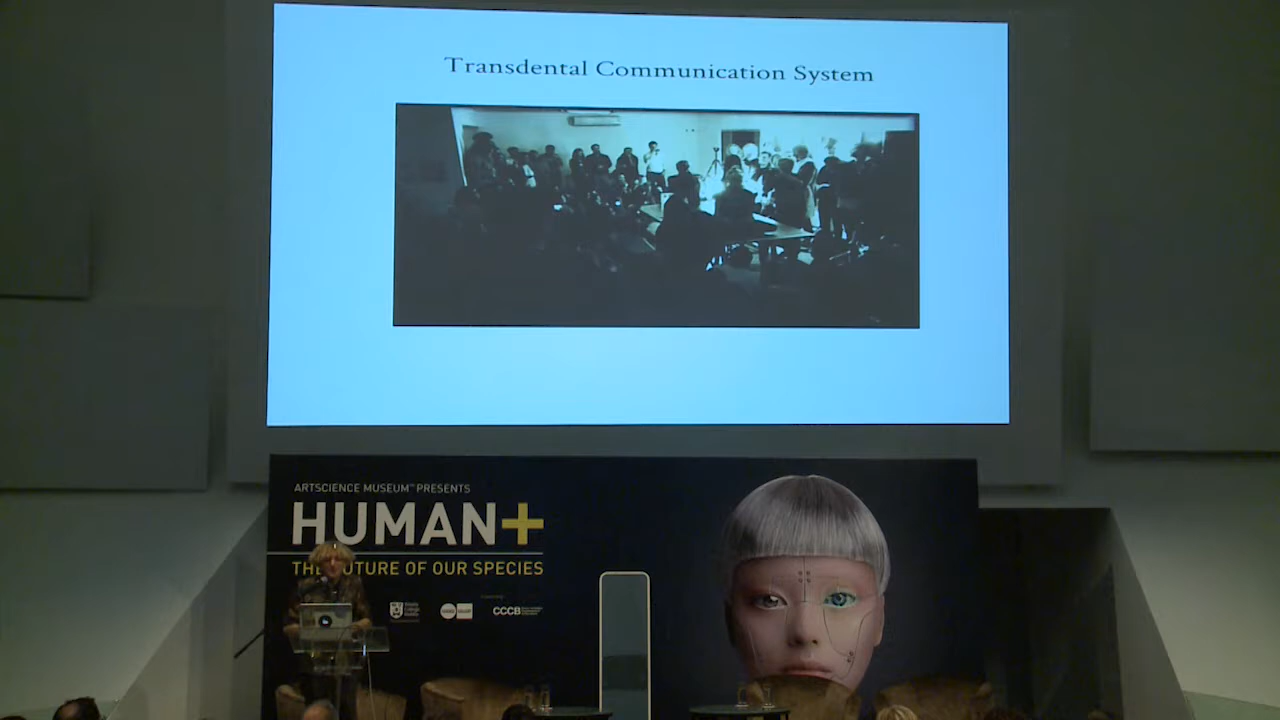 Transdental Communication System
ARTSCIENCE MUSEUM™ PRESENTS
HUMAN+
THE FUTURE OF OUR SPECIES
CCCB